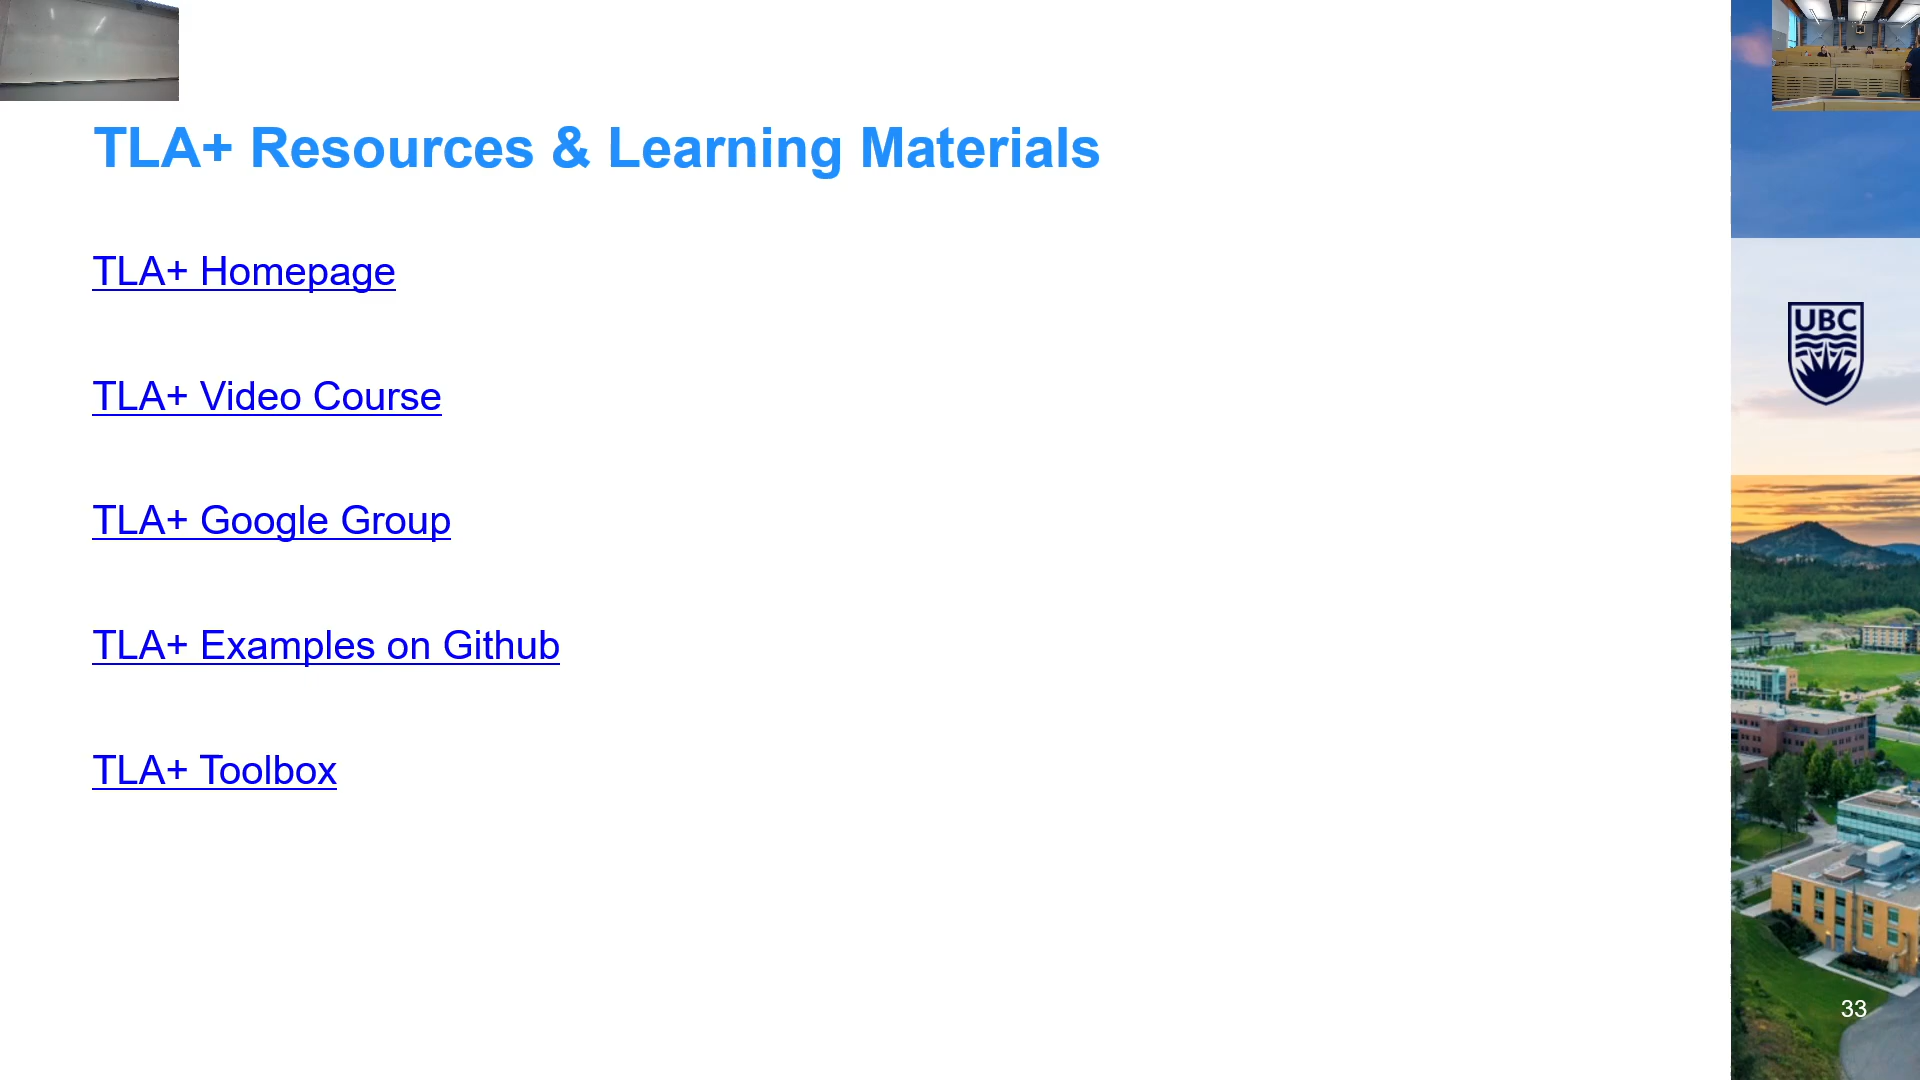 TLA+ Resources & Learning Materials
TLA+ Homepage
TLA+ Video Course
TLA+ Google Group
TLA+ Examples on Github
TLA+ Toolbox
UBC
33